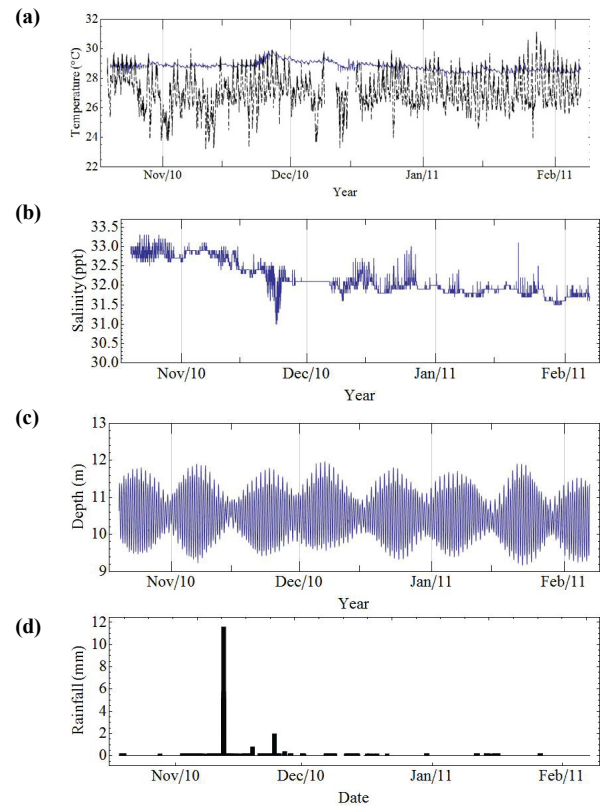 (a)
31
30
28
26
24
22
Temperature (°C)
Nov/10 Dec/10 Jan/11 Feb/11
Year
(b)
33.5
33.0
32.5
32.0
31.5
31.0
30.5
30.0
Salinity (ppt)
Nov/10 Dec/10 Jan/11 Feb/11
Year
(c)
13
12
11
10
9
Depth (m)
Nov/10 Dec/10 Jan/11 Feb/11
Year
(d)
12
10
8
6
4
2
0
Rainfall (mm)
Nov/10 Dec/10 Jan/11 Feb/11
Date